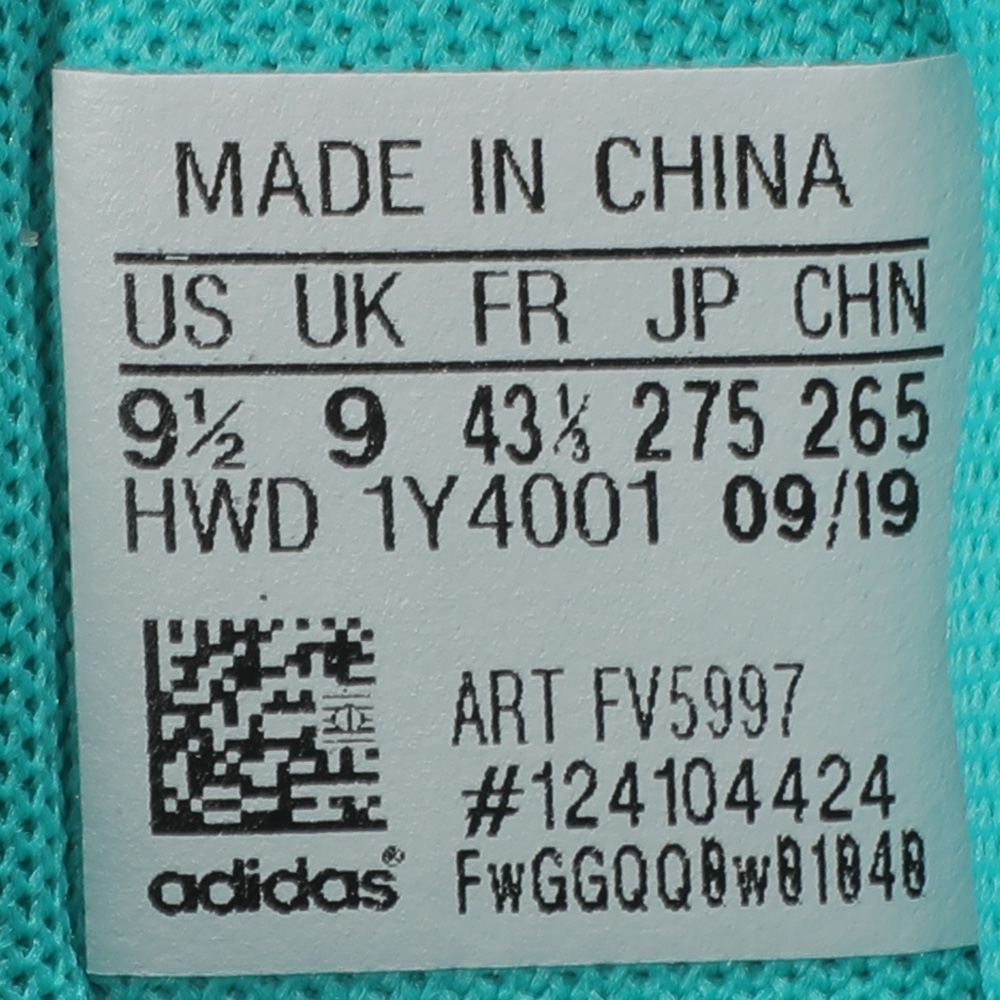 MADE IN CHINA
US UK FR JP CHN
9½ 9 43⅓ 275 265
HWD 1Y4001 09/19
ART FV5997
#124104424
FwGGQQ0w01040
adidas®